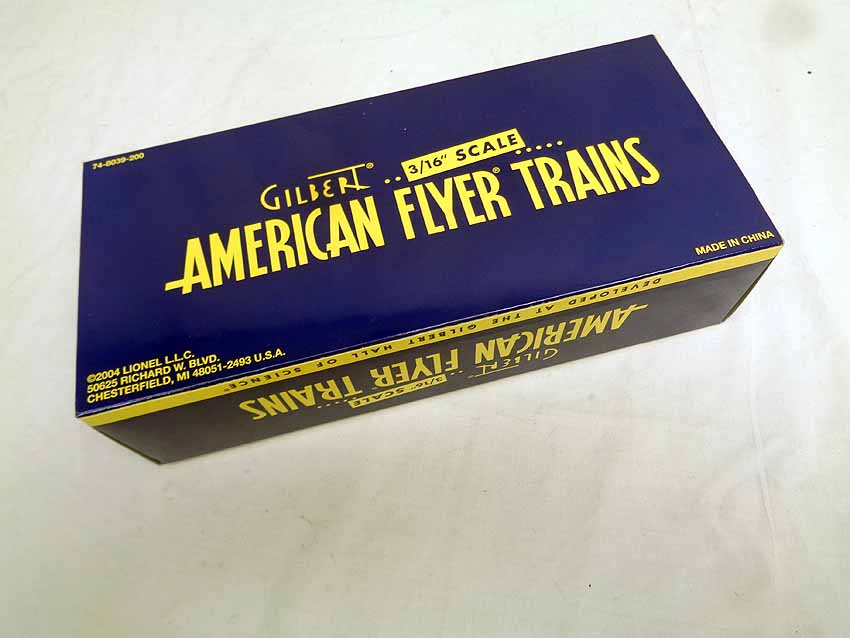 74-8039-200
GILBERT®
3/16" SCALE
AMERICAN FLYER® TRAINS
MADE IN CHINA
©2004 LIONEL L.L.C.
50625 RICHARD W. BLVD.
CHESTERFIELD, MI 48051-2493 U.S.A.
DEVELOPED AT THE GILBERT HALL OF SCIENCE
GILBERT
3/16" SCALE
AMERICAN FLYER TRAINS